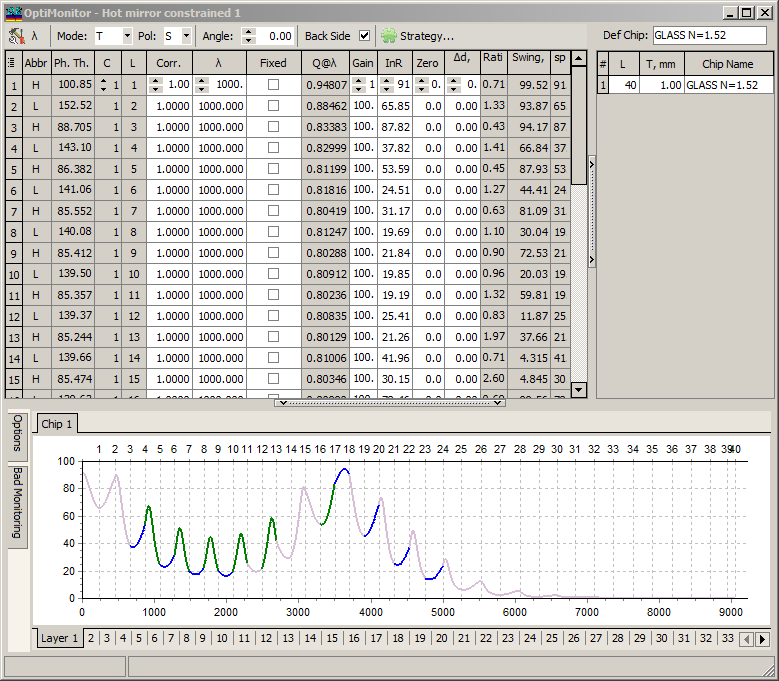 OptiMonitor - Hot mirror constrained 1
λ Mode: T Pol: S Angle: 0.00 Back Side Strategy... Def Chip: GLASS N=1.52
Abbr Ph. Th. C L Corr. λ Fixed Q@λ Gain InR Zero Δd, Rati Swing, sp
1 H 100.85 1 1 1.00 1000. 0.94807 1 91 0. 0. 0.71 99.52 91
2 L 152.52 1 2 1.0000 1000.000 0.88462 100. 65.85 0.0 0.00 1.33 93.87 65
3 H 88.705 1 3 1.0000 1000.000 0.83383 100. 87.82 0.0 0.00 0.43 94.17 87
4 L 143.10 1 4 1.0000 1000.000 0.82999 100. 37.82 0.0 0.00 1.41 66.84 37
5 H 86.382 1 5 1.0000 1000.000 0.81199 100. 53.59 0.0 0.00 0.45 87.93 53
6 L 141.06 1 6 1.0000 1000.000 0.81816 100. 24.51 0.0 0.00 1.27 44.41 24
7 H 85.552 1 7 1.0000 1000.000 0.80419 100. 31.17 0.0 0.00 0.63 81.09 31
8 L 140.08 1 8 1.0000 1000.000 0.81247 100. 19.69 0.0 0.00 1.10 30.04 19
9 H 85.412 1 9 1.0000 1000.000 0.80288 100. 21.84 0.0 0.00 0.90 72.53 21
10 L 139.50 1 10 1.0000 1000.000 0.80912 100. 19.85 0.0 0.00 0.96 20.03 19
11 H 85.357 1 11 1.0000 1000.000 0.80236 100. 19.19 0.0 0.00 1.32 59.81 19
12 L 139.37 1 12 1.0000 1000.000 0.80835 100. 25.41 0.0 0.00 0.83 11.87 25
13 H 85.244 1 13 1.0000 1000.000 0.80129 100. 21.26 0.0 0.00 1.97 37.66 21
14 L 139.66 1 14 1.0000 1000.000 0.81006 100. 41.96 0.0 0.00 0.71 4.315 41
15 H 85.474 1 15 1.0000 1000.000 0.80346 100. 30.15 0.0 0.00 2.60 4.845 30
# L T, mm Chip Name
1 40 1.00 GLASS N=1.52
Options
Bad Monitoring
Chip 1
1 2 3 4 5 6 7 8 9 10 11 12 13 14 15 16 17 18 19 20 21 22 23 24 25 26 27 28 29 30 31 32 33 34 35 36 37 38 39 40
100
80
60
40
20
0
0 1000 2000 3000 4000 5000 6000 7000 8000 9000
Layer 1 2 3 4 5 6 7 8 9 10 11 12 13 14 15 16 17 18 19 20 21 22 23 24 25 26 27 28 29 30 31 32 33